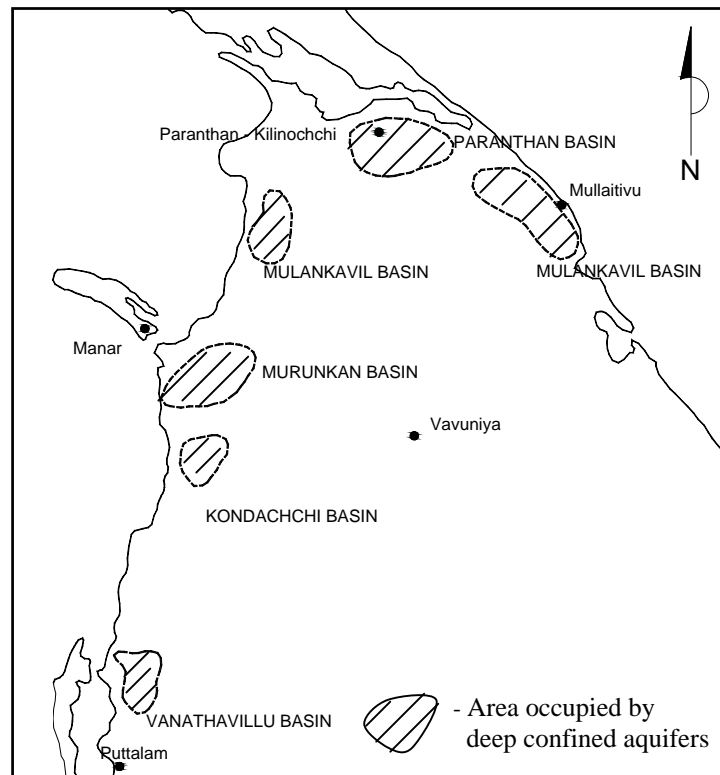 Paranthan - Kilinochchi
PARANTHAN BASIN
N
Mullaitivu
MULANKAVIL BASIN
MULANKAVIL BASIN
Manar
MURUNKAN BASIN
Vavuniya
KONDACHCHI BASIN
- Area occupied by
deep confined aquifers
VANATHAVILLU BASIN
Puttalam